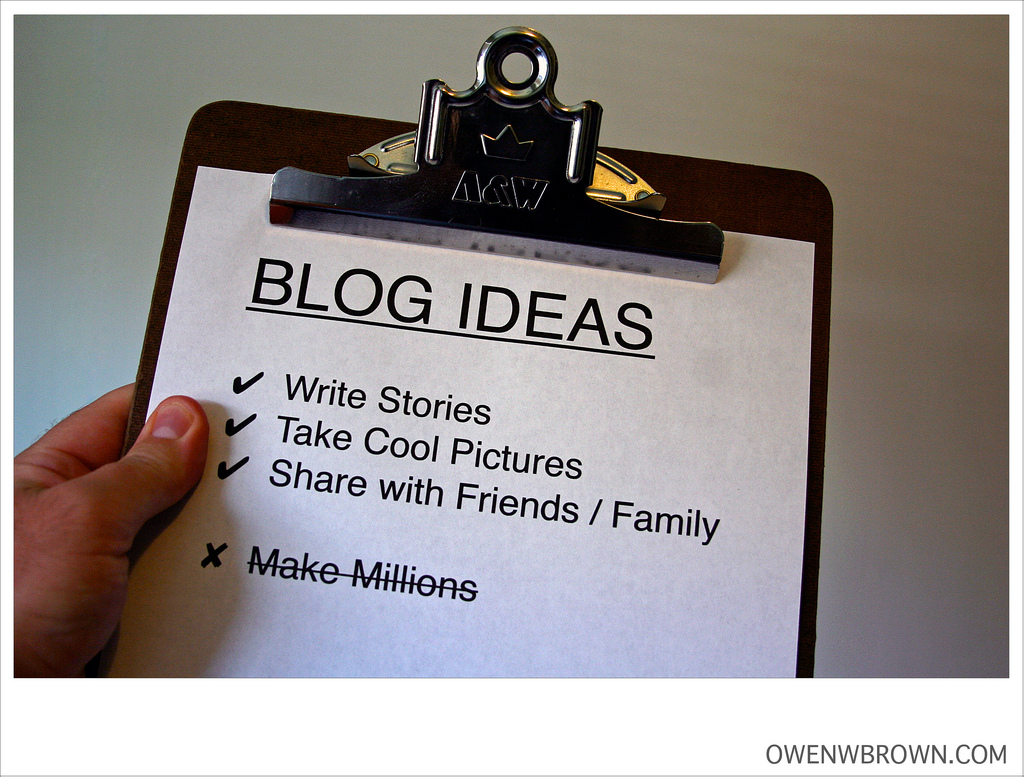 A&W
BLOG IDEAS
✔ Write Stories
✔ Take Cool Pictures
✔ Share with Friends / Family
✘ Make Millions
OWENWBROWN.COM